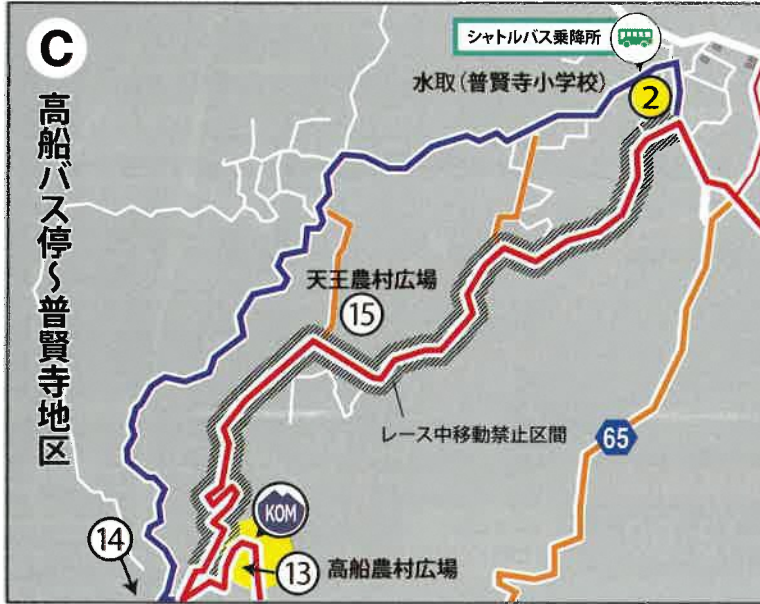 C
高船バス停～普賢寺地区
シャトルバス乗降所
水取(普賢寺小学校)
2
天王農村広場
15
レース中移動禁止区間
65
KOM
14
13
高船農村広場